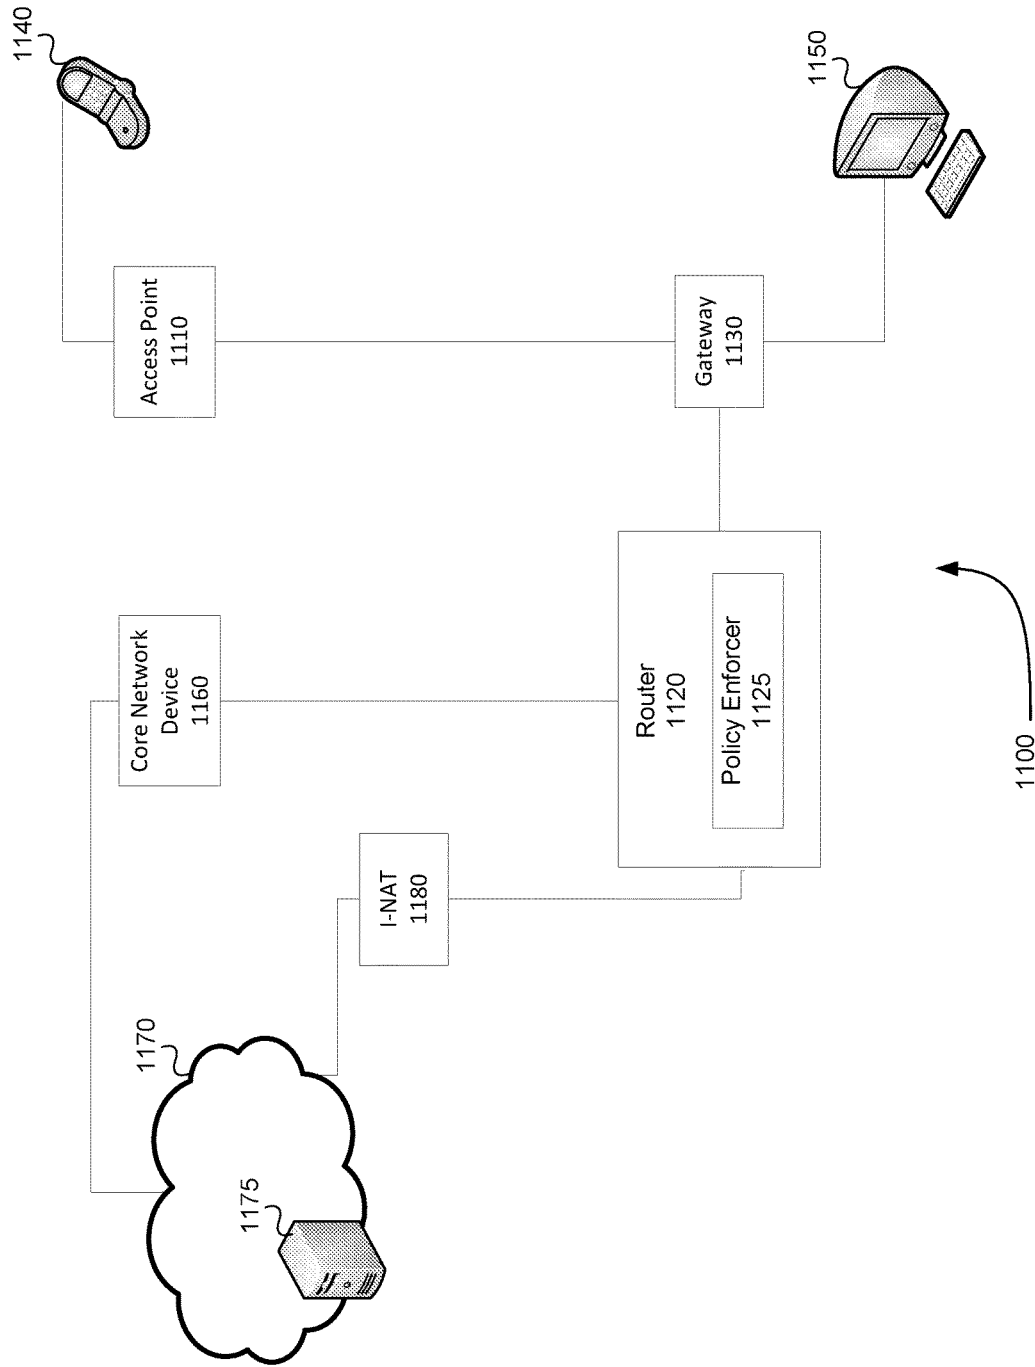 1170
1175
Core Network
Device
1160
I-NAT
1180
Router
1120
Policy Enforcer
1125
Access Point
1110
Gateway
1130
1140
1150
1100